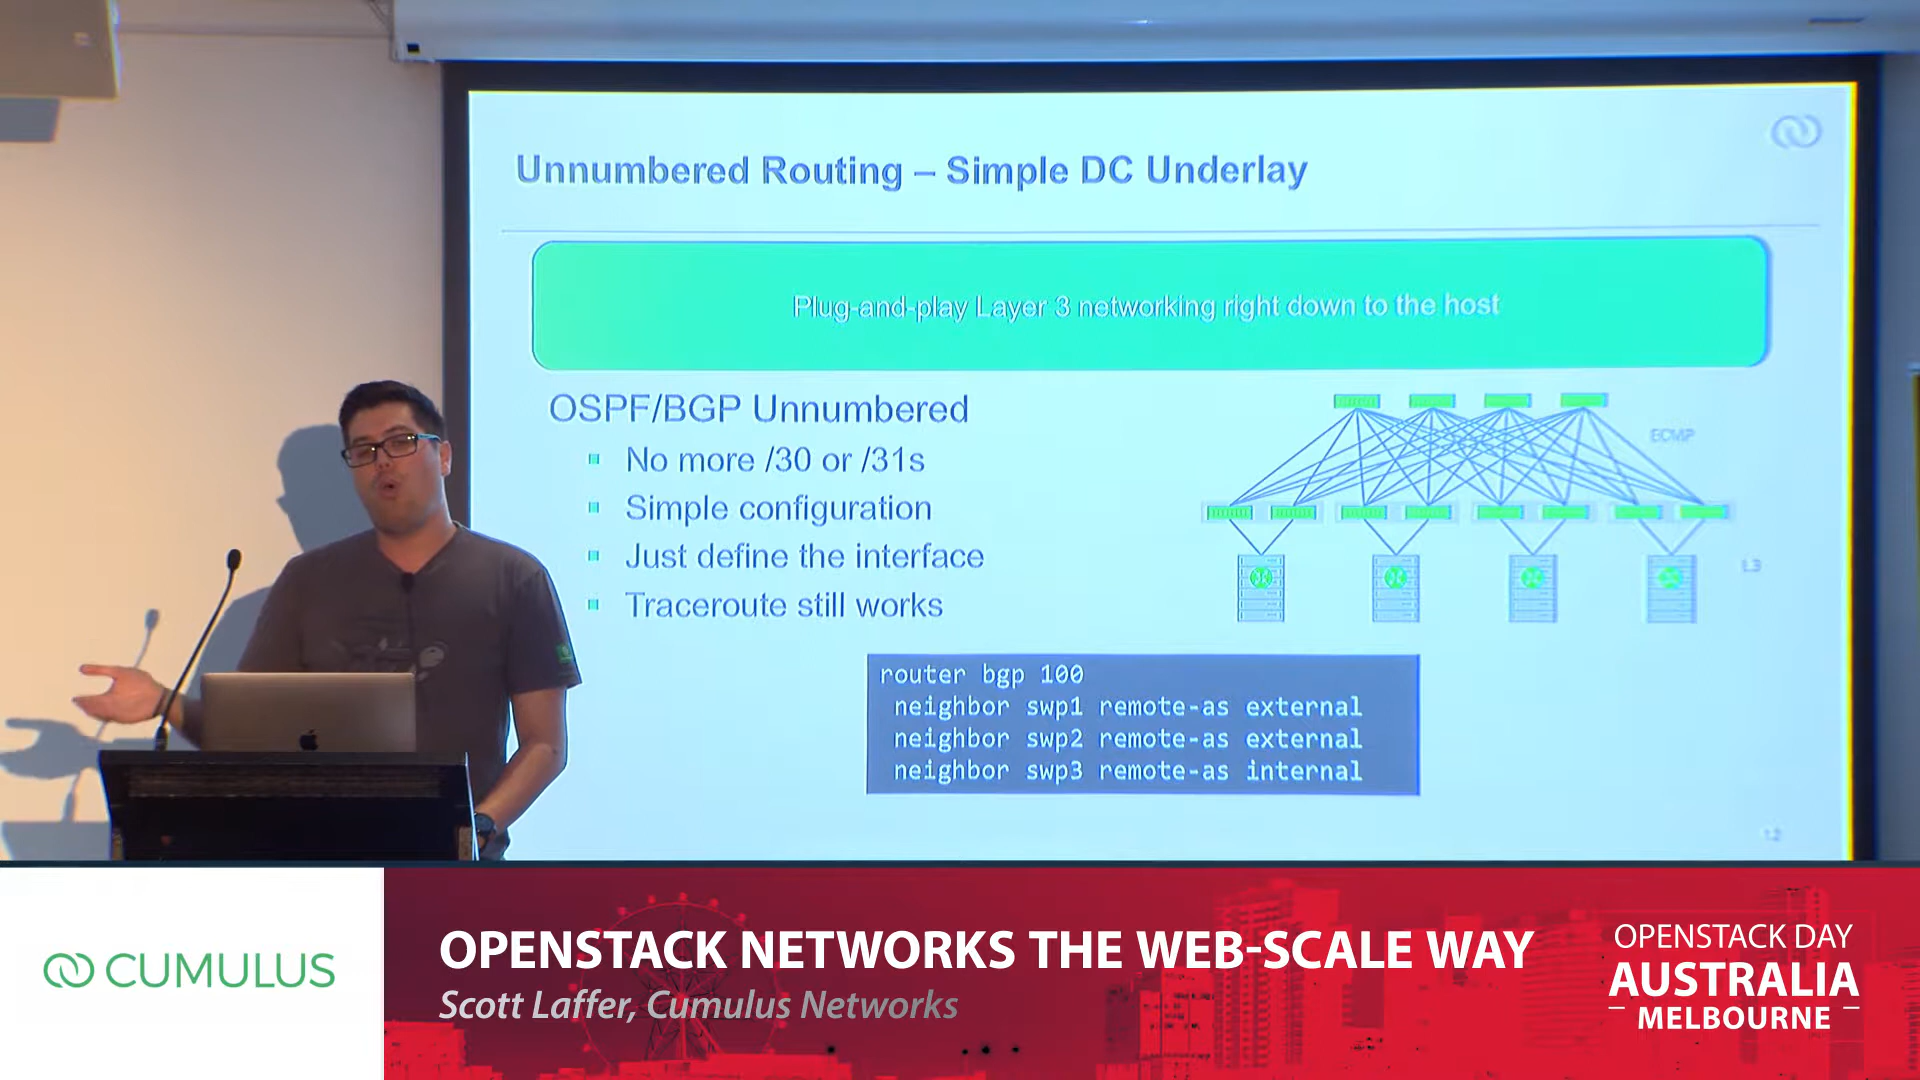 Unnumbered Routing – Simple DC Underlay
Plug-and-play Layer 3 networking right down to the host
OSPF/BGP Unnumbered
No more /30 or /31s
Simple configuration
Just define the interface
Traceroute still works
ECMP
L3
router bgp 100
neighbor swp1 remote-as external
neighbor swp2 remote-as external
neighbor swp3 remote-as internal
12
CUMULUS
OPENSTACK NETWORKS THE WEB-SCALE WAY
Scott Laffer, Cumulus Networks
OPENSTACK DAY
AUSTRALIA
MELBOURNE